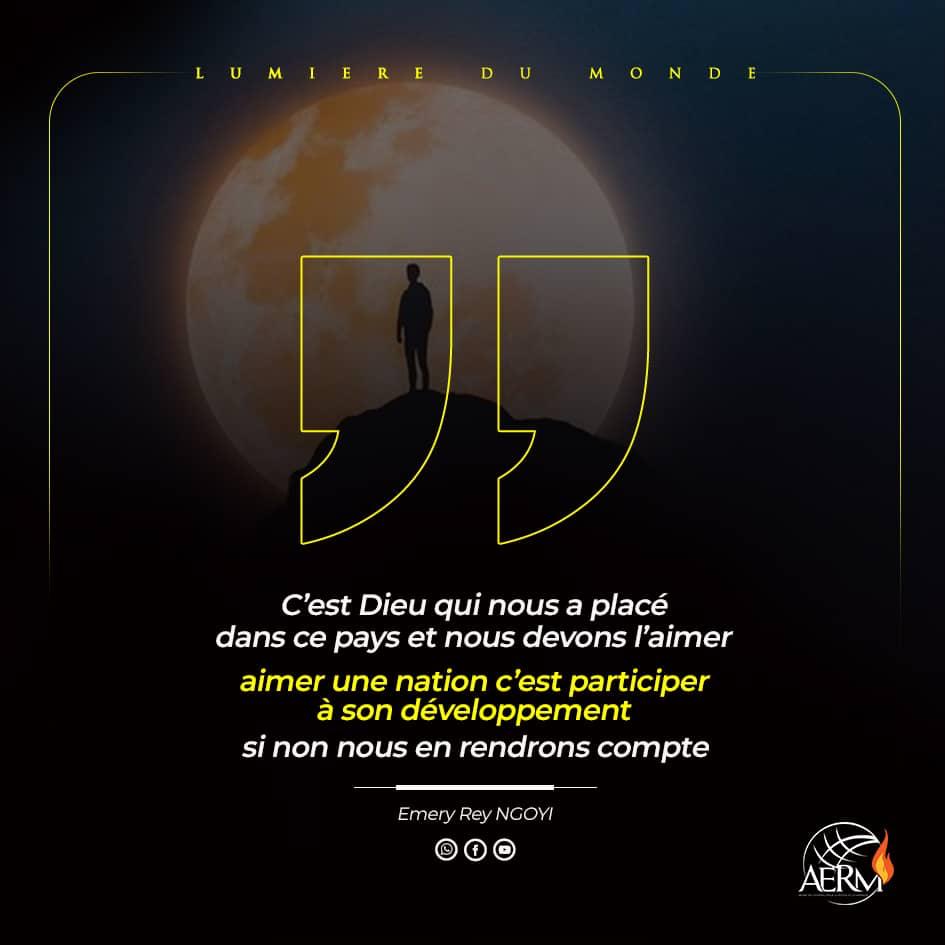 LUMIERE DU MONDE
C’est Dieu qui nous a placé
dans ce pays et nous devons l’aimer
aimer une nation c’est participer
à son développement
si non nous en rendrons compte
Emery Rey NGOYI
AERM